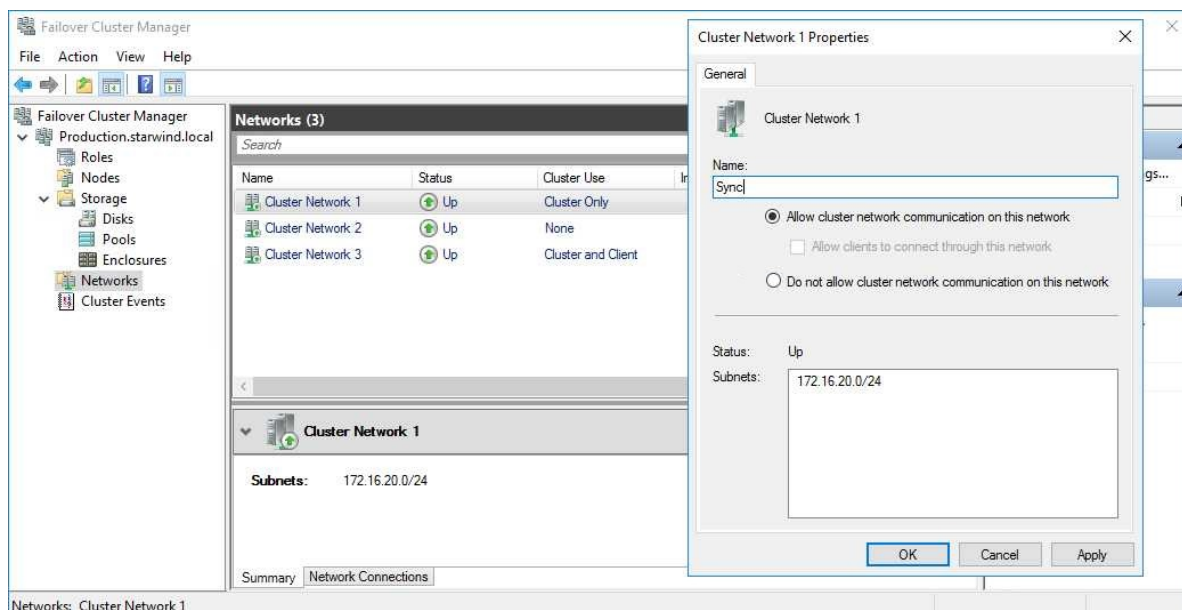 Failover Cluster Manager
File Action View Help
Failover Cluster Manager
Production.starwind.local
Roles
Nodes
Storage
Disks
Pools
Enclosures
Networks
Cluster Events
Networks (3)
Search
Name Status Cluster Use
Cluster Network 1 Up Cluster Only
Cluster Network 2 Up None
Cluster Network 3 Up Cluster and Client
Cluster Network 1
Subnets: 172.16.20.0/24
Summary Network Connections
Networks: Cluster Network 1
Cluster Network 1 Properties
General
Cluster Network 1
Name:
Sync
Allow cluster network communication on this network
Allow clients to connect through this network
Do not allow cluster network communication on this network
Status: Up
Subnets: 172.16.20.0/24
OK Cancel Apply
gs...